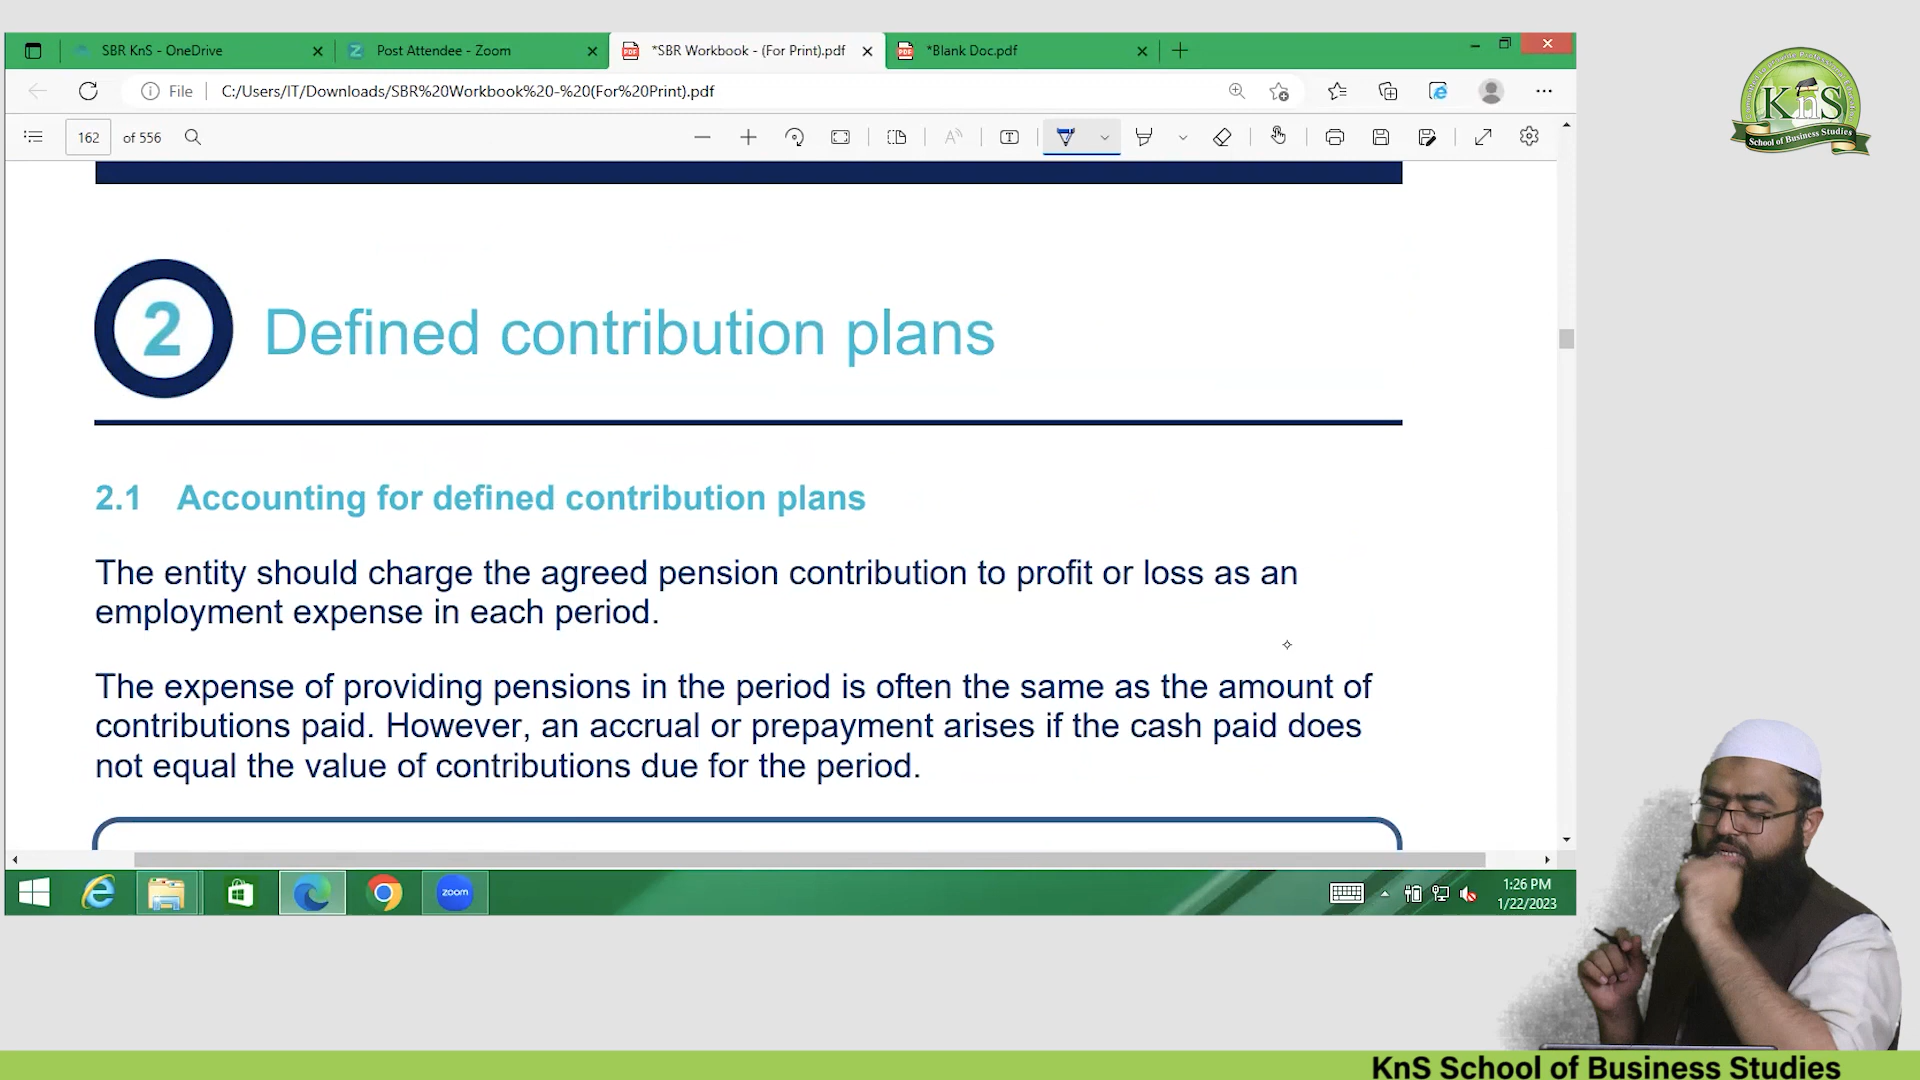 SBR KnS - OneDrive
Post Attendee - Zoom
*SBR Workbook - (For Print).pdf
*Blank Doc.pdf
File
C:/Users/IT/Downloads/SBR%20Workbook%20-%20(For%20Print).pdf
162 of 556
2 Defined contribution plans
2.1 Accounting for defined contribution plans
The entity should charge the agreed pension contribution to profit or loss as an
employment expense in each period.
The expense of providing pensions in the period is often the same as the amount of
contributions paid. However, an accrual or prepayment arises if the cash paid does
not equal the value of contributions due for the period.
zoom
1:26 PM
1/22/2023
KnS
School of Business Studies
KnS School of Business Studies